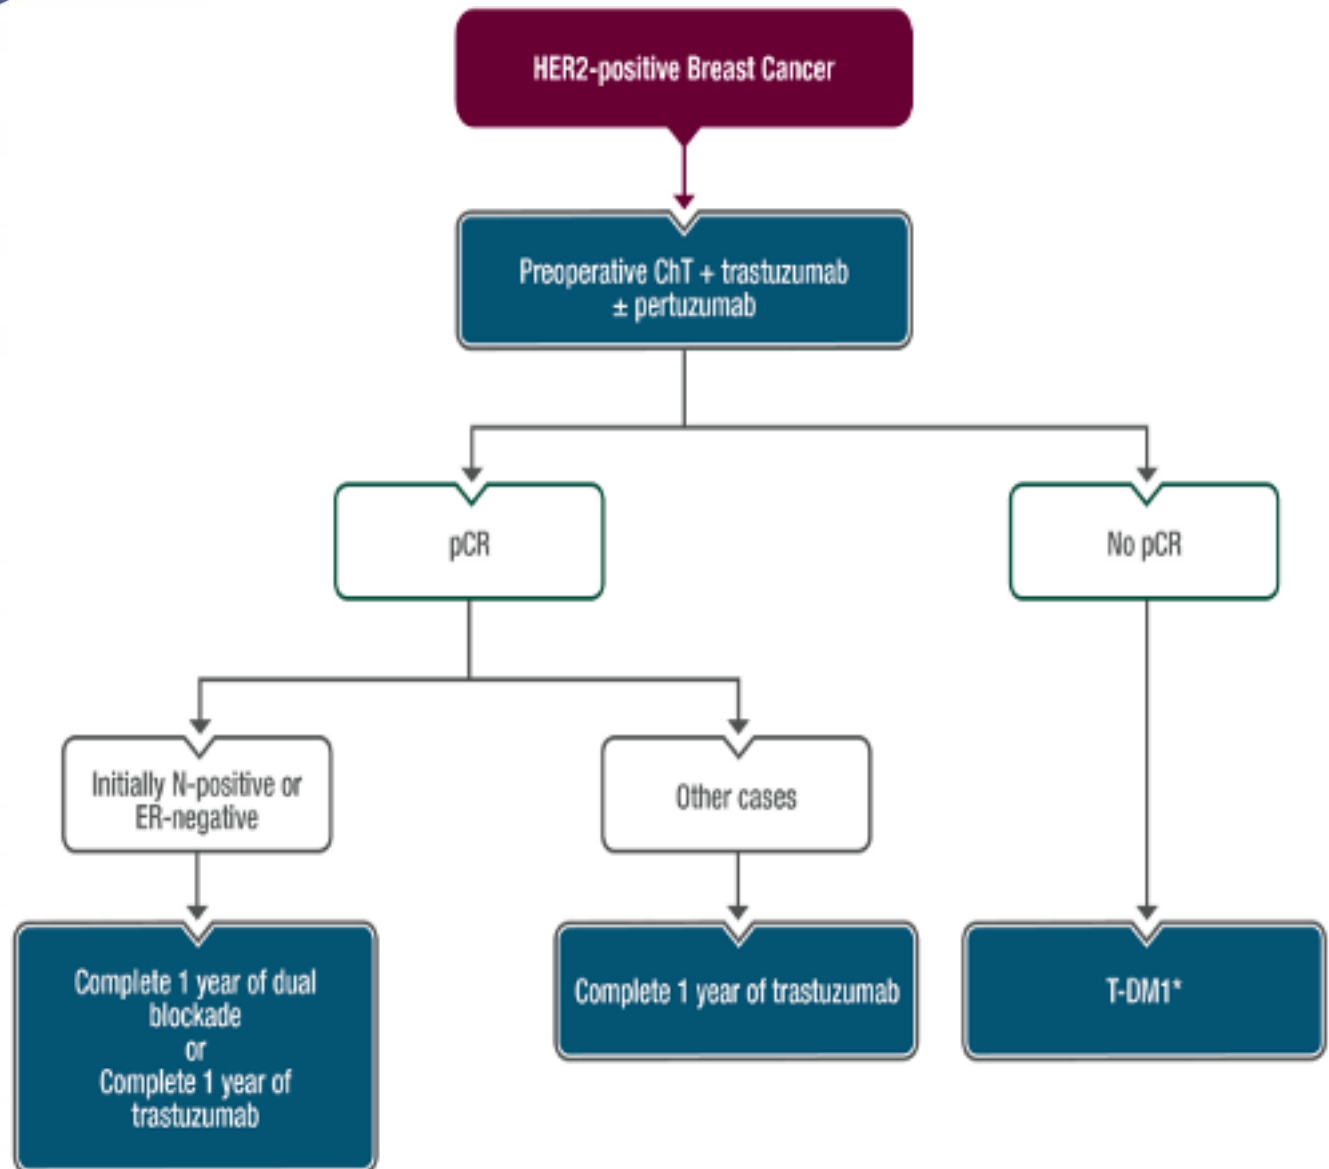 HER2-positive Breast Cancer
Preoperative ChT + trastuzumab
± pertuzumab
pCR
No pCR
Initially N-positive or
ER-negative
Other cases
Complete 1 year of dual
blockade
or
Complete 1 year of
trastuzumab
Complete 1 year of trastuzumab
T-DM1*